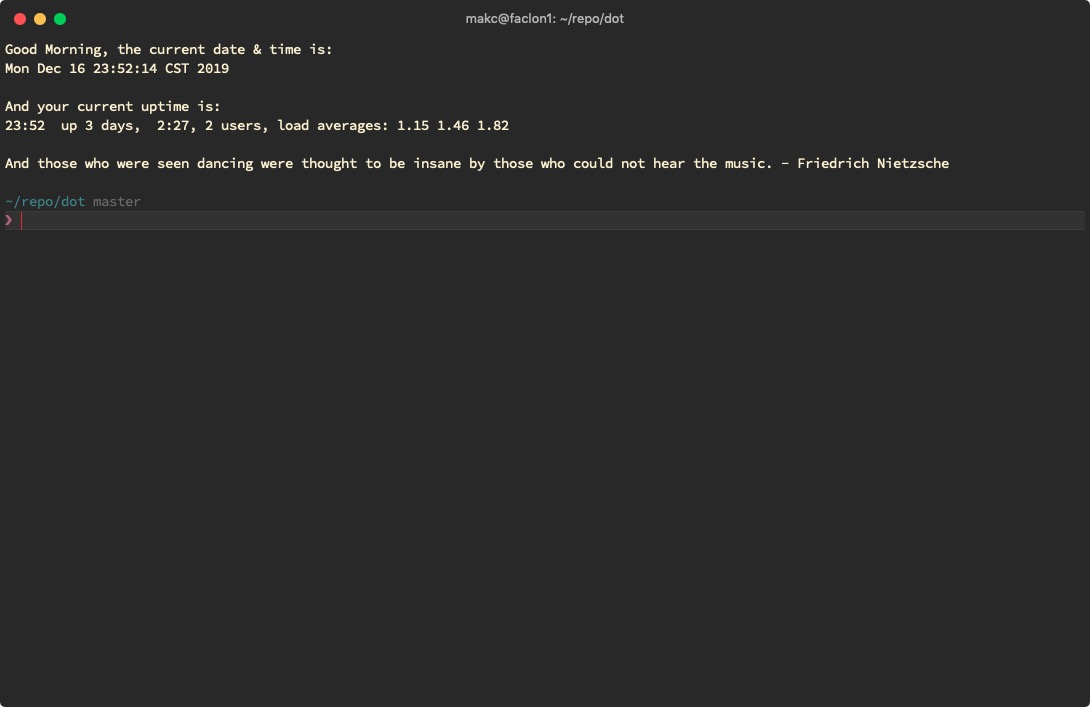 makc@faclon1: ~/repo/dot
Good Morning, the current date & time is:
Mon Dec 16 23:52:14 CST 2019
And your current uptime is:
23:52  up 3 days,  2:27, 2 users, load averages: 1.15 1.46 1.82
And those who were seen dancing were thought to be insane by those who could not hear the music. - Friedrich Nietzsche
~/repo/dot master
❯